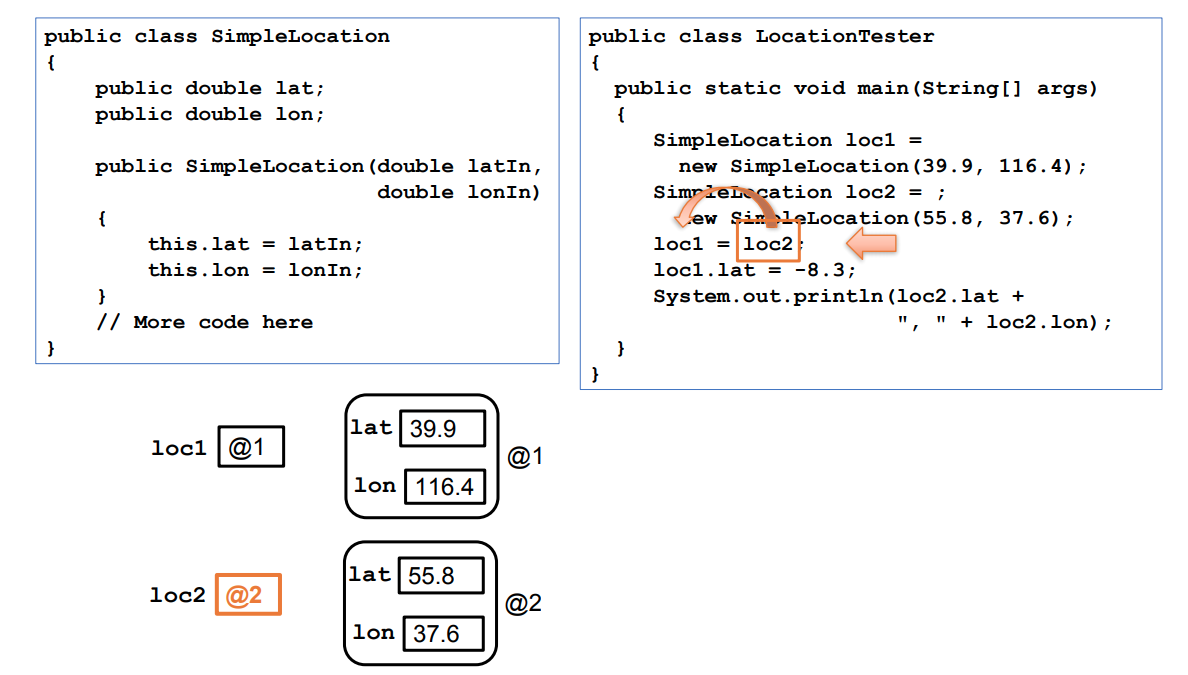 public class SimpleLocation
{
public double lat;
public double lon;
public SimpleLocation(double latIn,
double lonIn)
{
this.lat = latIn;
this.lon = lonIn;
}
// More code here
}
public class LocationTester
{
public static void main(String[] args)
{
SimpleLocation loc1 =
new SimpleLocation(39.9, 116.4);
SimpleLocation loc2 = ;
new SimpleLocation(55.8, 37.6);
loc1 = loc2;
loc1.lat = -8.3;
System.out.println(loc2.lat +
", " + loc2.lon);
}
}
loc1 @1
lat 39.9
lon 116.4
@1
loc2 @2
lat 55.8
lon 37.6
@2